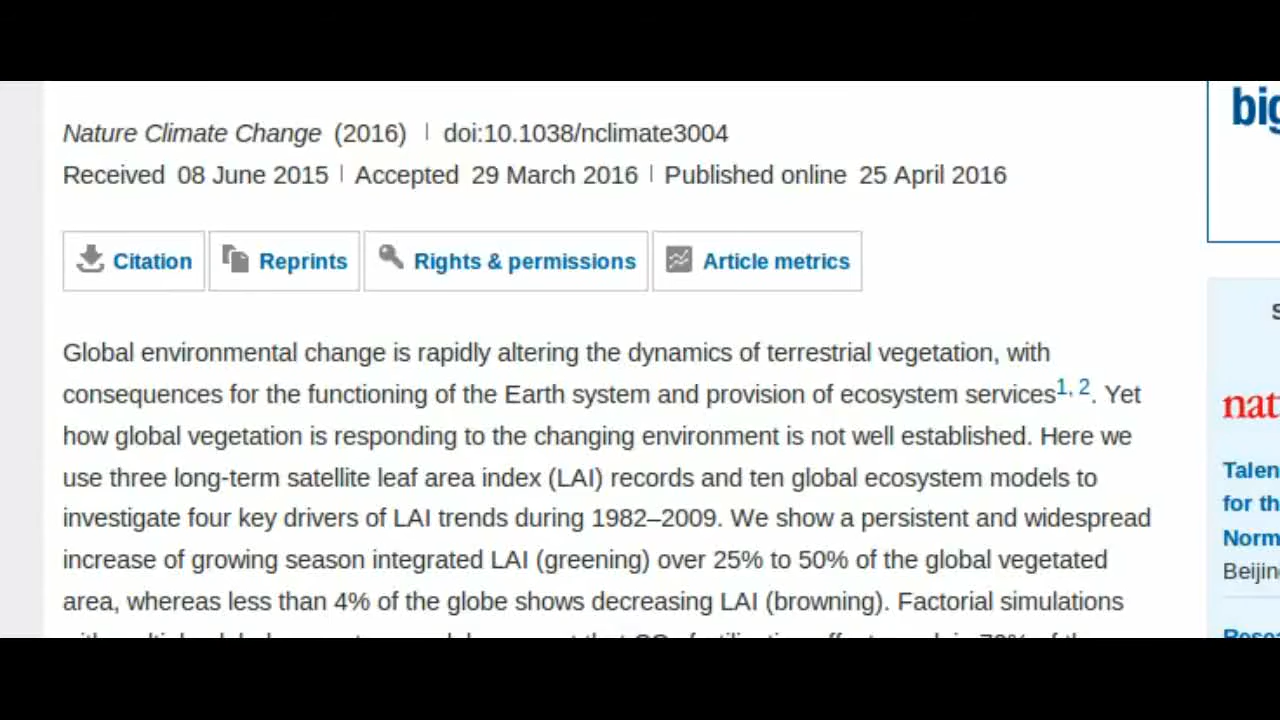 Nature Climate Change (2016) | doi:10.1038/nclimate3004
Received 08 June 2015 | Accepted 29 March 2016 | Published online 25 April 2016
Citation Reprints Rights & permissions Article metrics
Global environmental change is rapidly altering the dynamics of terrestrial vegetation, with
consequences for the functioning of the Earth system and provision of ecosystem services1, 2. Yet
how global vegetation is responding to the changing environment is not well established. Here we
use three long-term satellite leaf area index (LAI) records and ten global ecosystem models to
investigate four key drivers of LAI trends during 1982–2009. We show a persistent and widespread
increase of growing season integrated LAI (greening) over 25% to 50% of the global vegetated
area, whereas less than 4% of the globe shows decreasing LAI (browning). Factorial simulations
big
S
nat
Talen
for th
Norm
Beijin